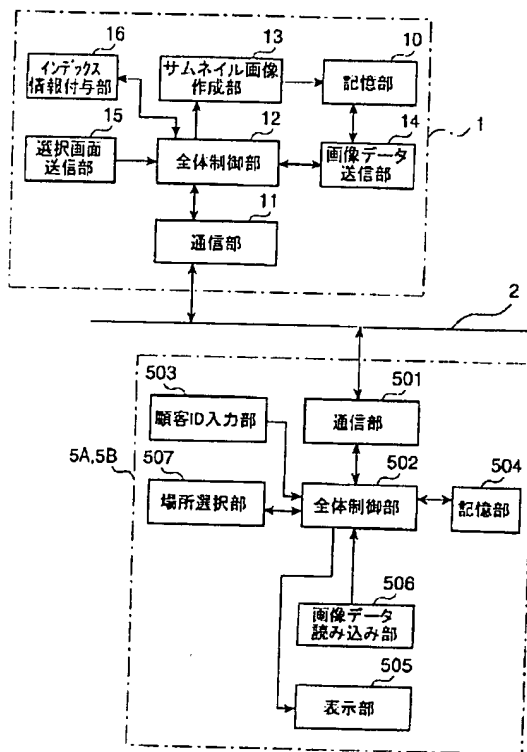 16
インデックス
情報付与部
13
サムネイル画像
作成部
10
記憶部
15
選択画面
送信部
12
全体制御部
14
画像データ
送信部
1
11
通信部
2
503
顧客ID入力部
501
通信部
5A,5B
507
場所選択部
502
全体制御部
504
記憶部
506
画像データ
読み込み部
505
表示部